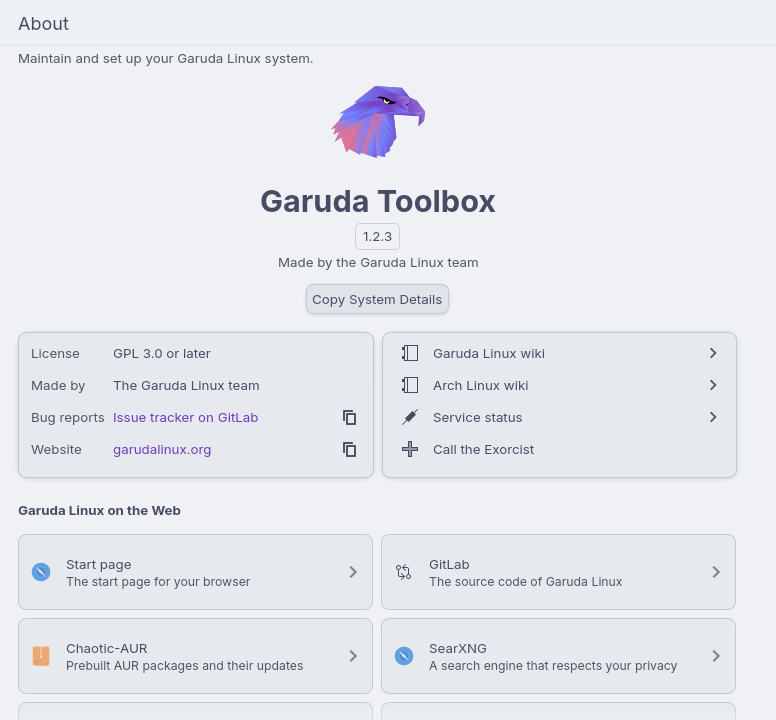 About
Maintain and set up your Garuda Linux system.
Garuda Toolbox
1.2.3
Made by the Garuda Linux team
Copy System Details
License GPL 3.0 or later
Made by The Garuda Linux team
Bug reports Issue tracker on GitLab
Website garudalinux.org
Garuda Linux wiki
Arch Linux wiki
Service status
Call the Exorcist
Garuda Linux on the Web
Start page
The start page for your browser
GitLab
The source code of Garuda Linux
Chaotic-AUR
Prebuilt AUR packages and their updates
SearXNG
A search engine that respects your privacy